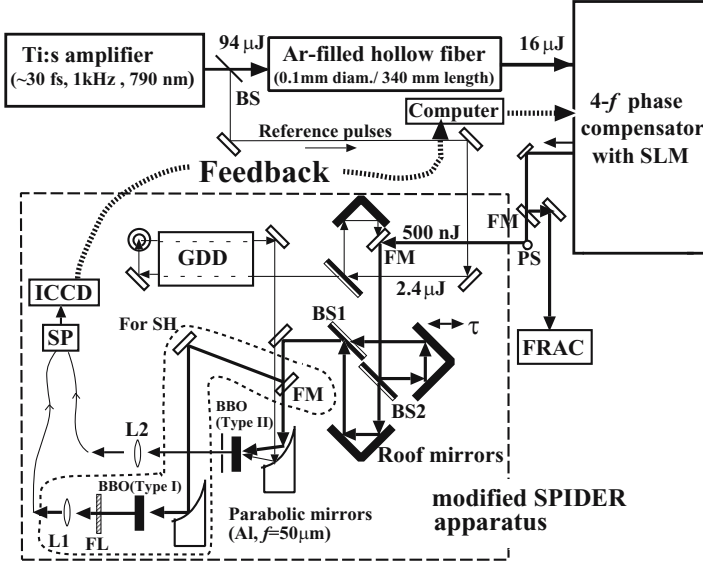 Ti:s amplifier
(~30 fs, 1kHz , 790 nm)
94 μJ
BS
Ar-filled hollow fiber
(0.1mm diam./ 340 mm length)
16 μJ
4-f phase
compensator
with SLM
Computer
Reference pulses
Feedback
FM
PS
500 nJ
FM
GDD
2.4 μJ
FRAC
ICCD
SP
For SH
BS1
τ
BS2
FM
BBO
(Type II)
L2
Roof mirrors
BBO(Type I)
L1
FL
Parabolic mirrors
(Al, f=50μm)
modified SPIDER
apparatus